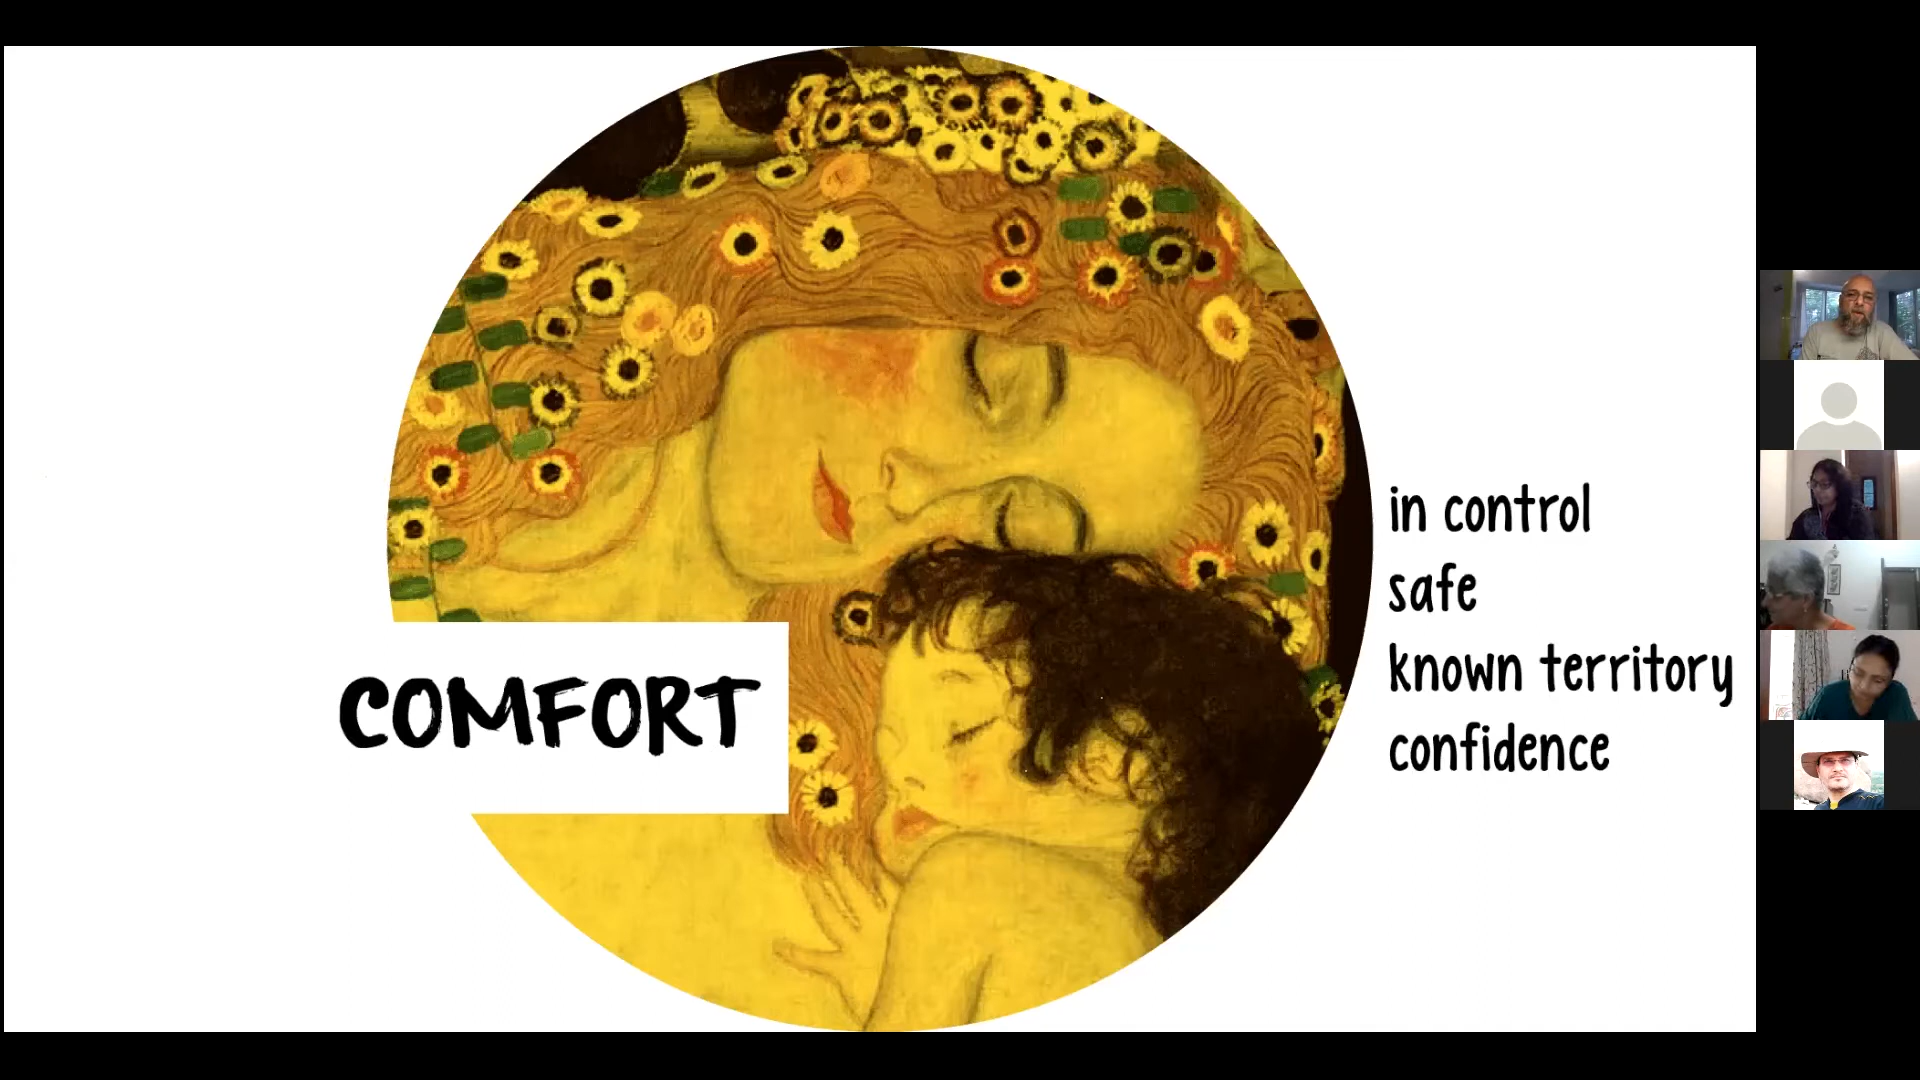 COMFORT
in control
safe
known territory
confidence